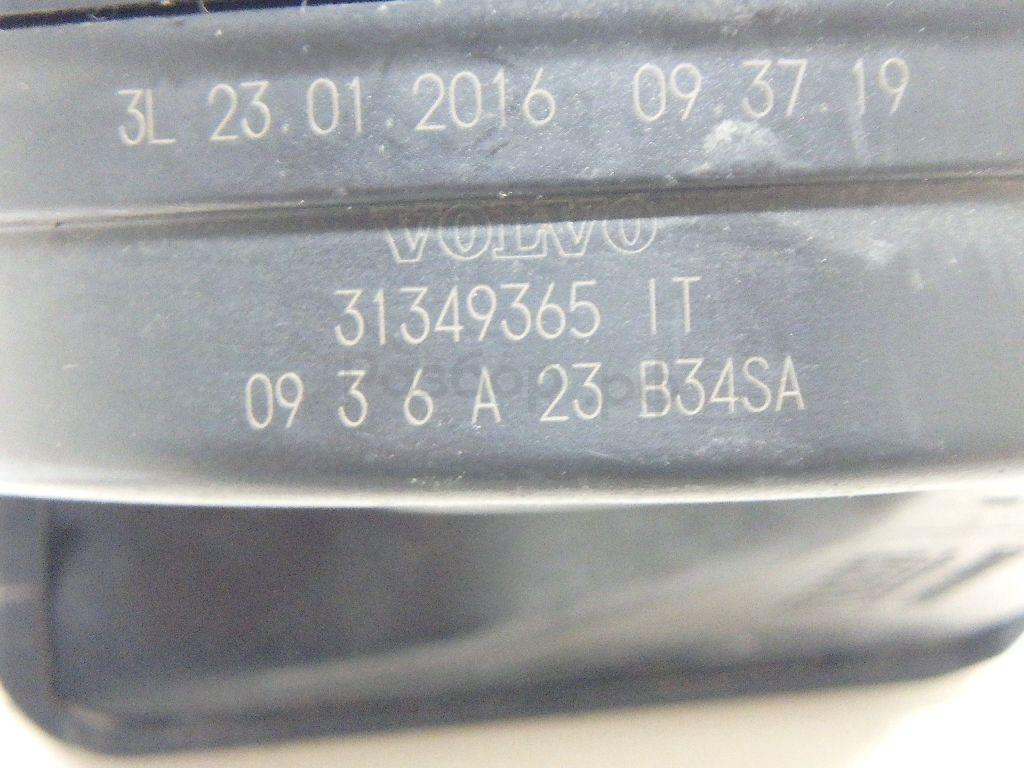 3L 23.01.2016 09.37.19
VOLVO
31349365 IT
09 3 6 A 23 B34SA